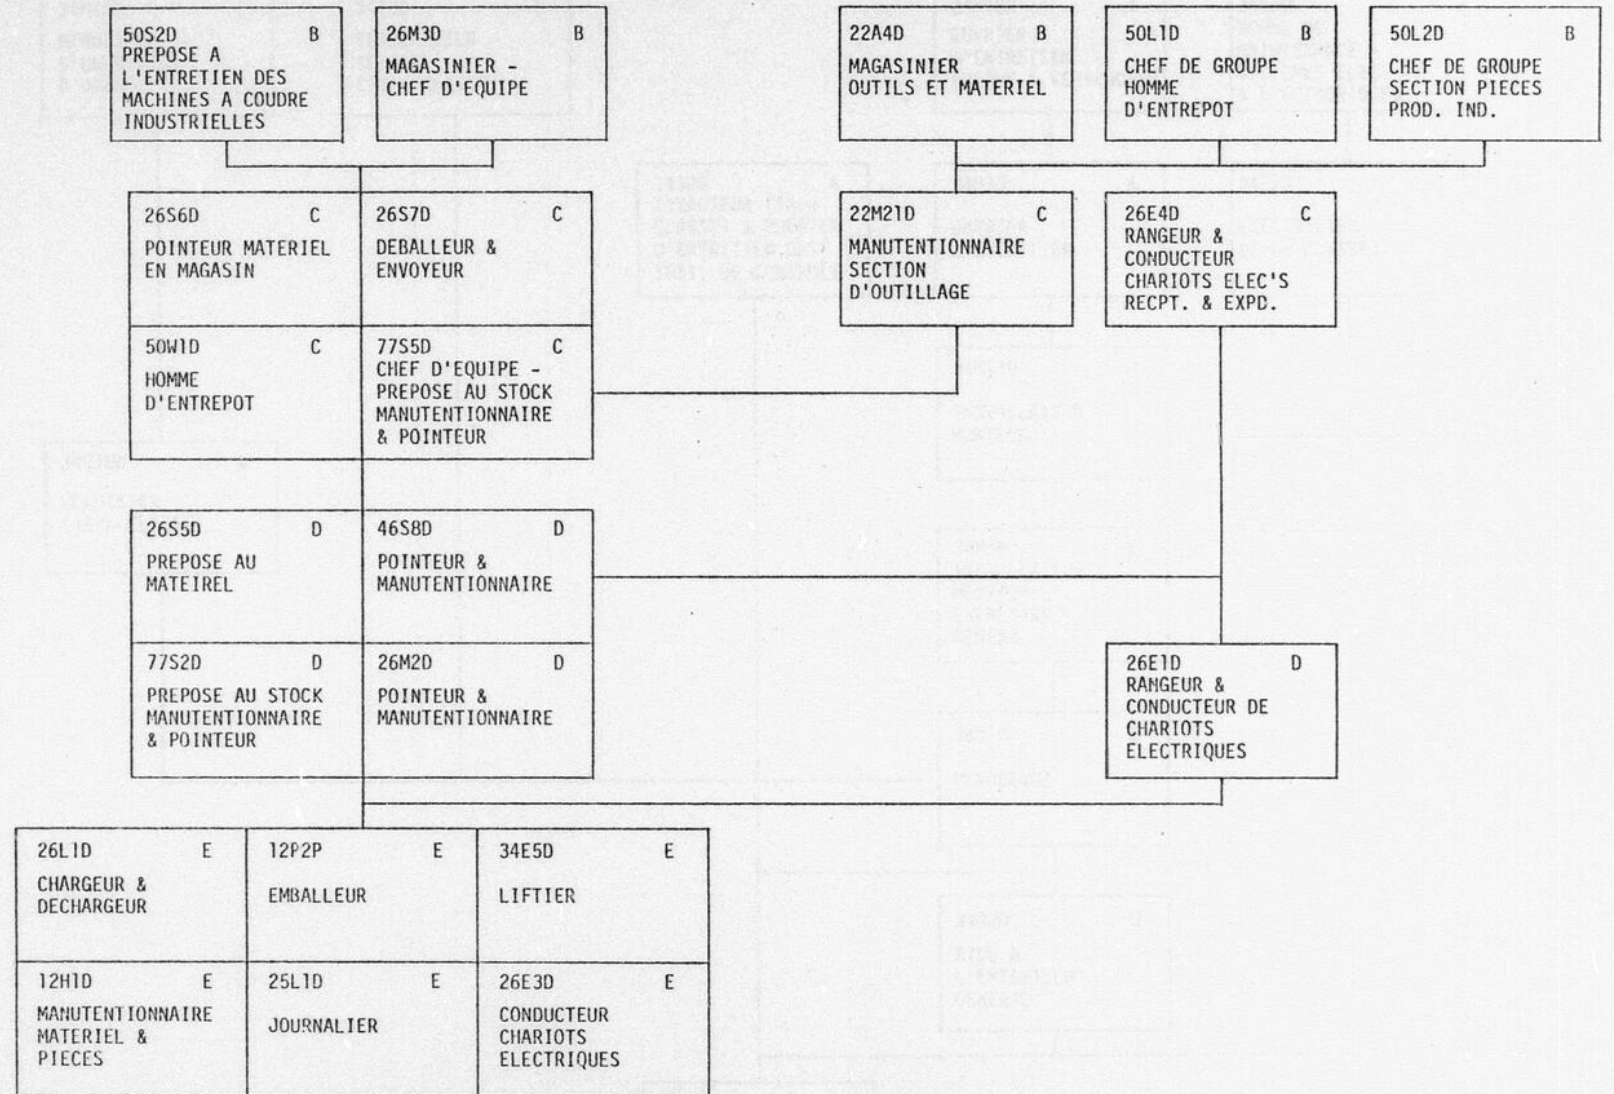 50S2D B
PREPOSE A
L'ENTRETIEN DES
MACHINES A COUDRE
INDUSTRIELLES
26M3D B
MAGASINIER -
CHEF D'EQUIPE
22A4D B
MAGASINIER
OUTILS ET MATERIEL
50L1D B
CHEF DE GROUPE
HOMME
D'ENTREPOT
50L2D B
CHEF DE GROUPE
SECTION PIECES
PROD. IND.
26S6D C
POINTEUR MATERIEL
EN MAGASIN
26S7D C
DEBALLEUR &
ENVOYEUR
22M21D C
MANUTENTIONNAIRE
SECTION
D'OUTILLAGE
26E4D C
RANGEUR &
CONDUCTEUR
CHARIOTS ELEC'S
RECPT. & EXPD.
50W1D C
HOMME
D'ENTREPOT
77S5D C
CHEF D'EQUIPE -
PREPOSE AU STOCK
MANUTENTIONNAIRE
& POINTEUR
26S5D D
PREPOSE AU
MATEIREL
46S8D D
POINTEUR &
MANUTENTIONNAIRE
77S2D D
PREPOSE AU STOCK
MANUTENTIONNAIRE
& POINTEUR
26M2D D
POINTEUR &
MANUTENTIONNAIRE
26E1D D
RANGEUR &
CONDUCTEUR DE
CHARIOTS
ELECTRIQUES
26L1D E
CHARGEUR &
DECHARGEUR
12P2P E
EMBALLEUR
34E5D E
LIFTIER
12H1D E
MANUTENTIONNAIRE
MATERIEL &
PIECES
25L1D E
JOURNALIER
26E3D E
CONDUCTEUR
CHARIOTS
ELECTRIQUES